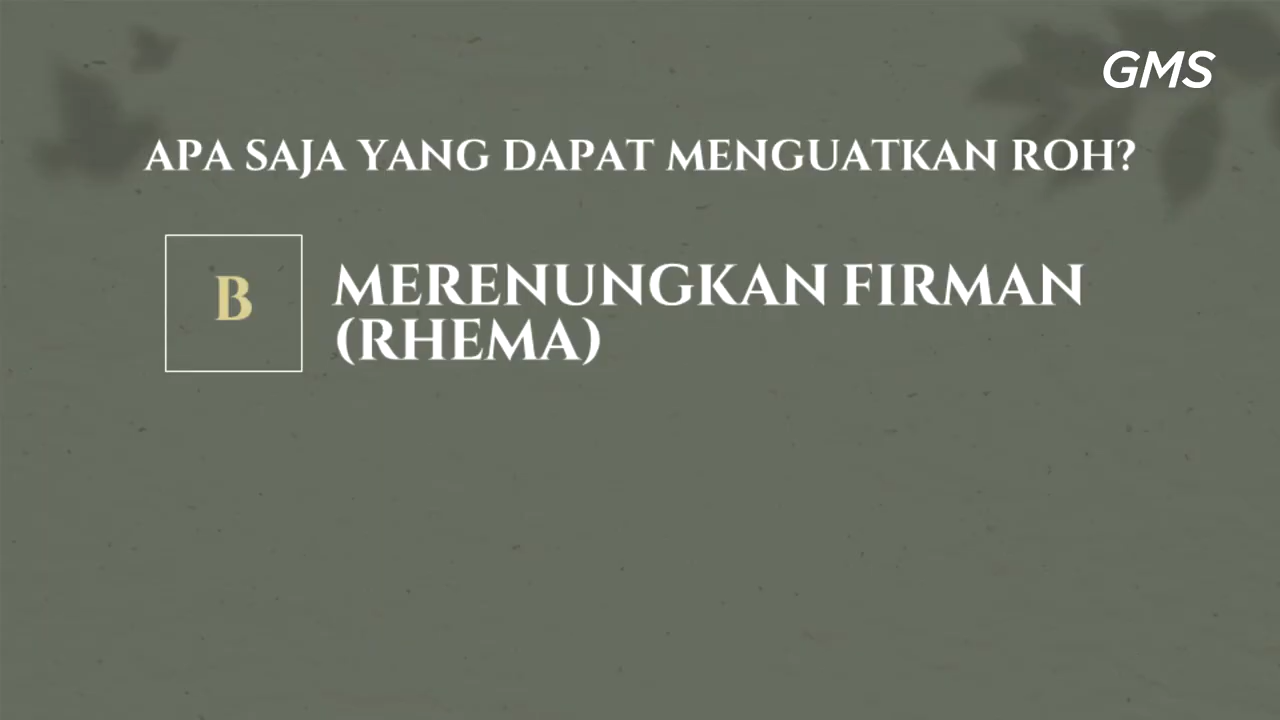 GMS
APA SAJA YANG DAPAT MENGUATKAN ROH?
B
MERENUNGKAN FIRMAN
(RHEMA)